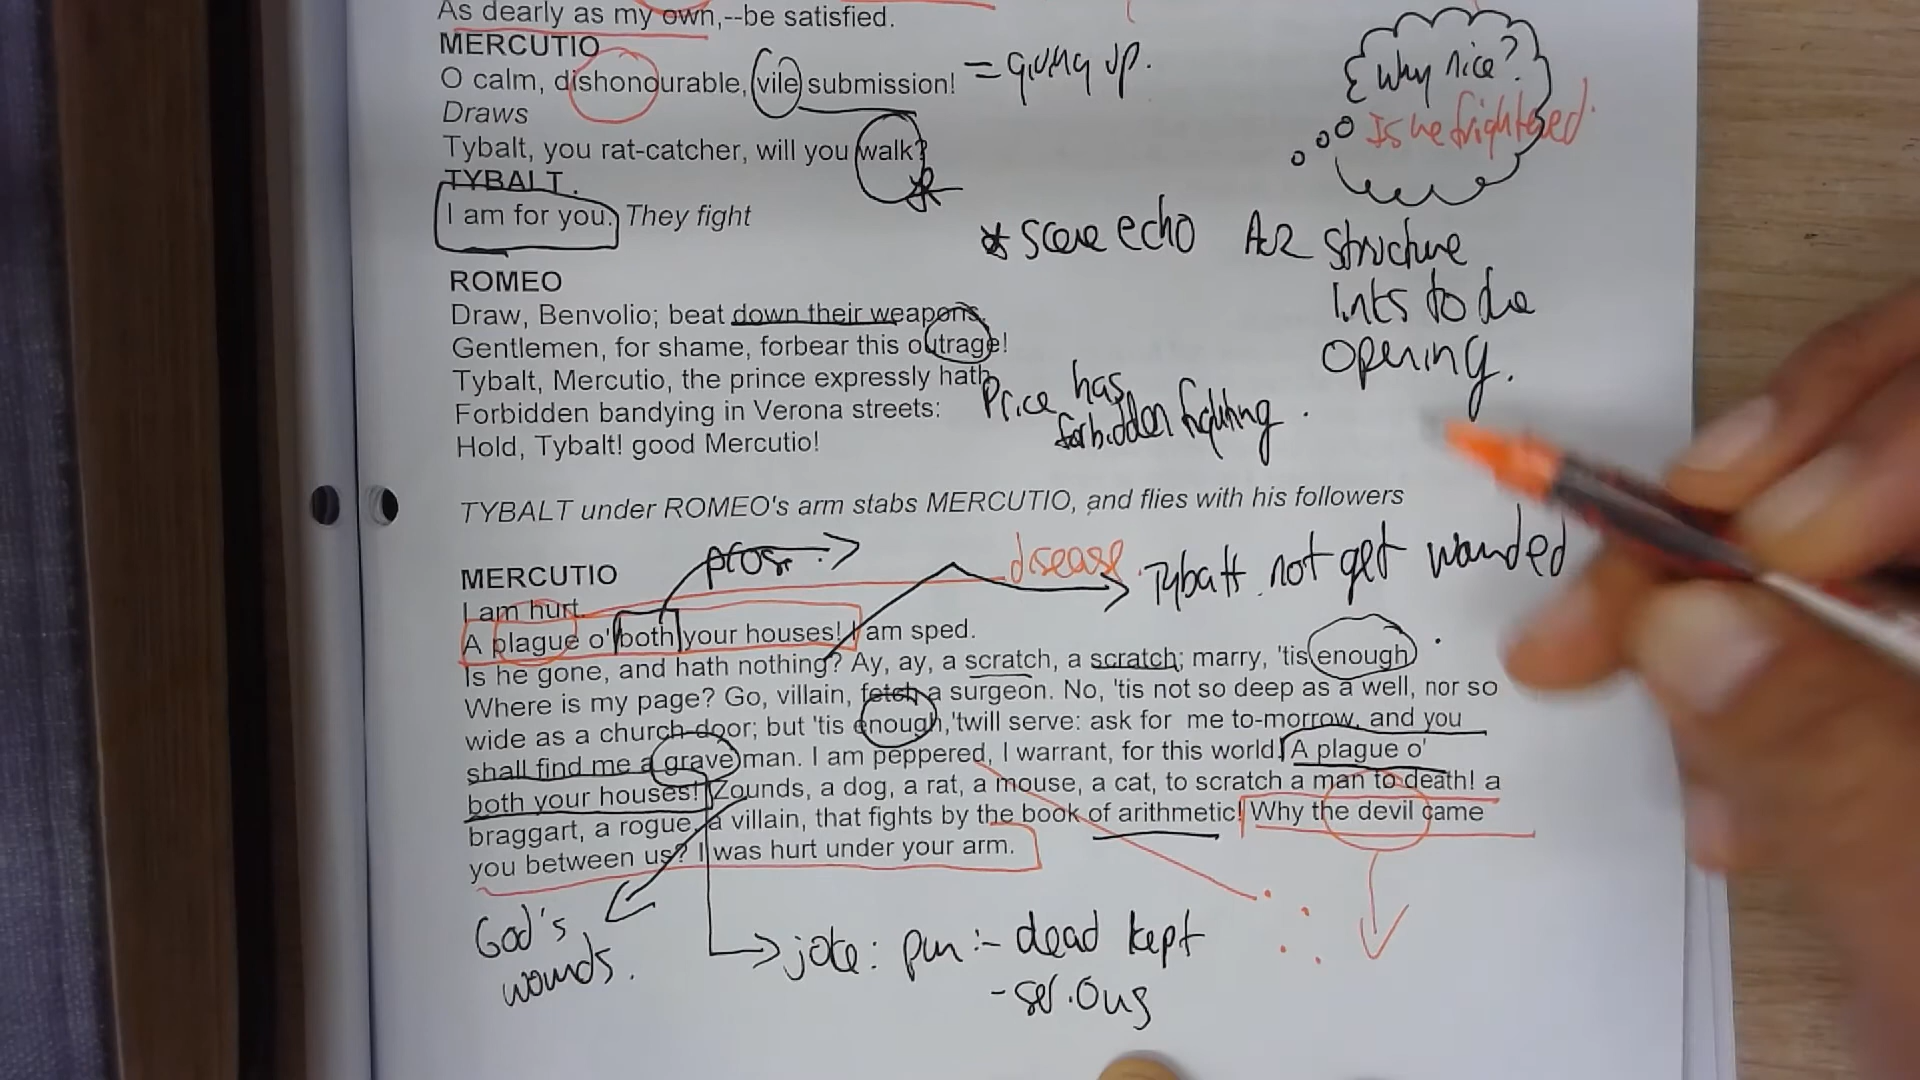 As dearly as my own,--be satisfied.
MERCUTIO
O calm, dishonourable, vile submission! = giving up.
Draws
Tybalt, you rat-catcher, will you walk?
TYBALT.
I am for you. They fight
Why nice?
Is he frightened
* scene echo
structure
links to the
opening.
ROMEO
Draw, Benvolio; beat down their weapons.
Gentlemen, for shame, forbear this outrage!
Tybalt, Mercutio, the prince expressly hath
Forbidden bandying in Verona streets:
Hold, Tybalt! good Mercutio!
Price has
forbidden fighting.
TYBALT under ROMEO's arm stabs MERCUTIO, and flies with his followers
prose
disease. Tybalt. not get wounded
MERCUTIO
I am hurt.
A plague o' both your houses! I am sped.
Is he gone, and hath nothing? Ay, ay, a scratch, a scratch; marry, 'tis enough
Where is my page? Go, villain, fetch a surgeon. No, 'tis not so deep as a well, nor so
wide as a church-door; but 'tis enough,'twill serve: ask for me to-morrow, and you
shall find me a grave man. I am peppered, I warrant, for this world. A plague o'
both your houses! Zounds, a dog, a rat, a mouse, a cat, to scratch a man to death! a
braggart, a rogue, a villain, that fights by the book of arithmetic! Why the devil came
you between us? I was hurt under your arm.
God's
wounds.
joke: pun :- dead kept
- serious